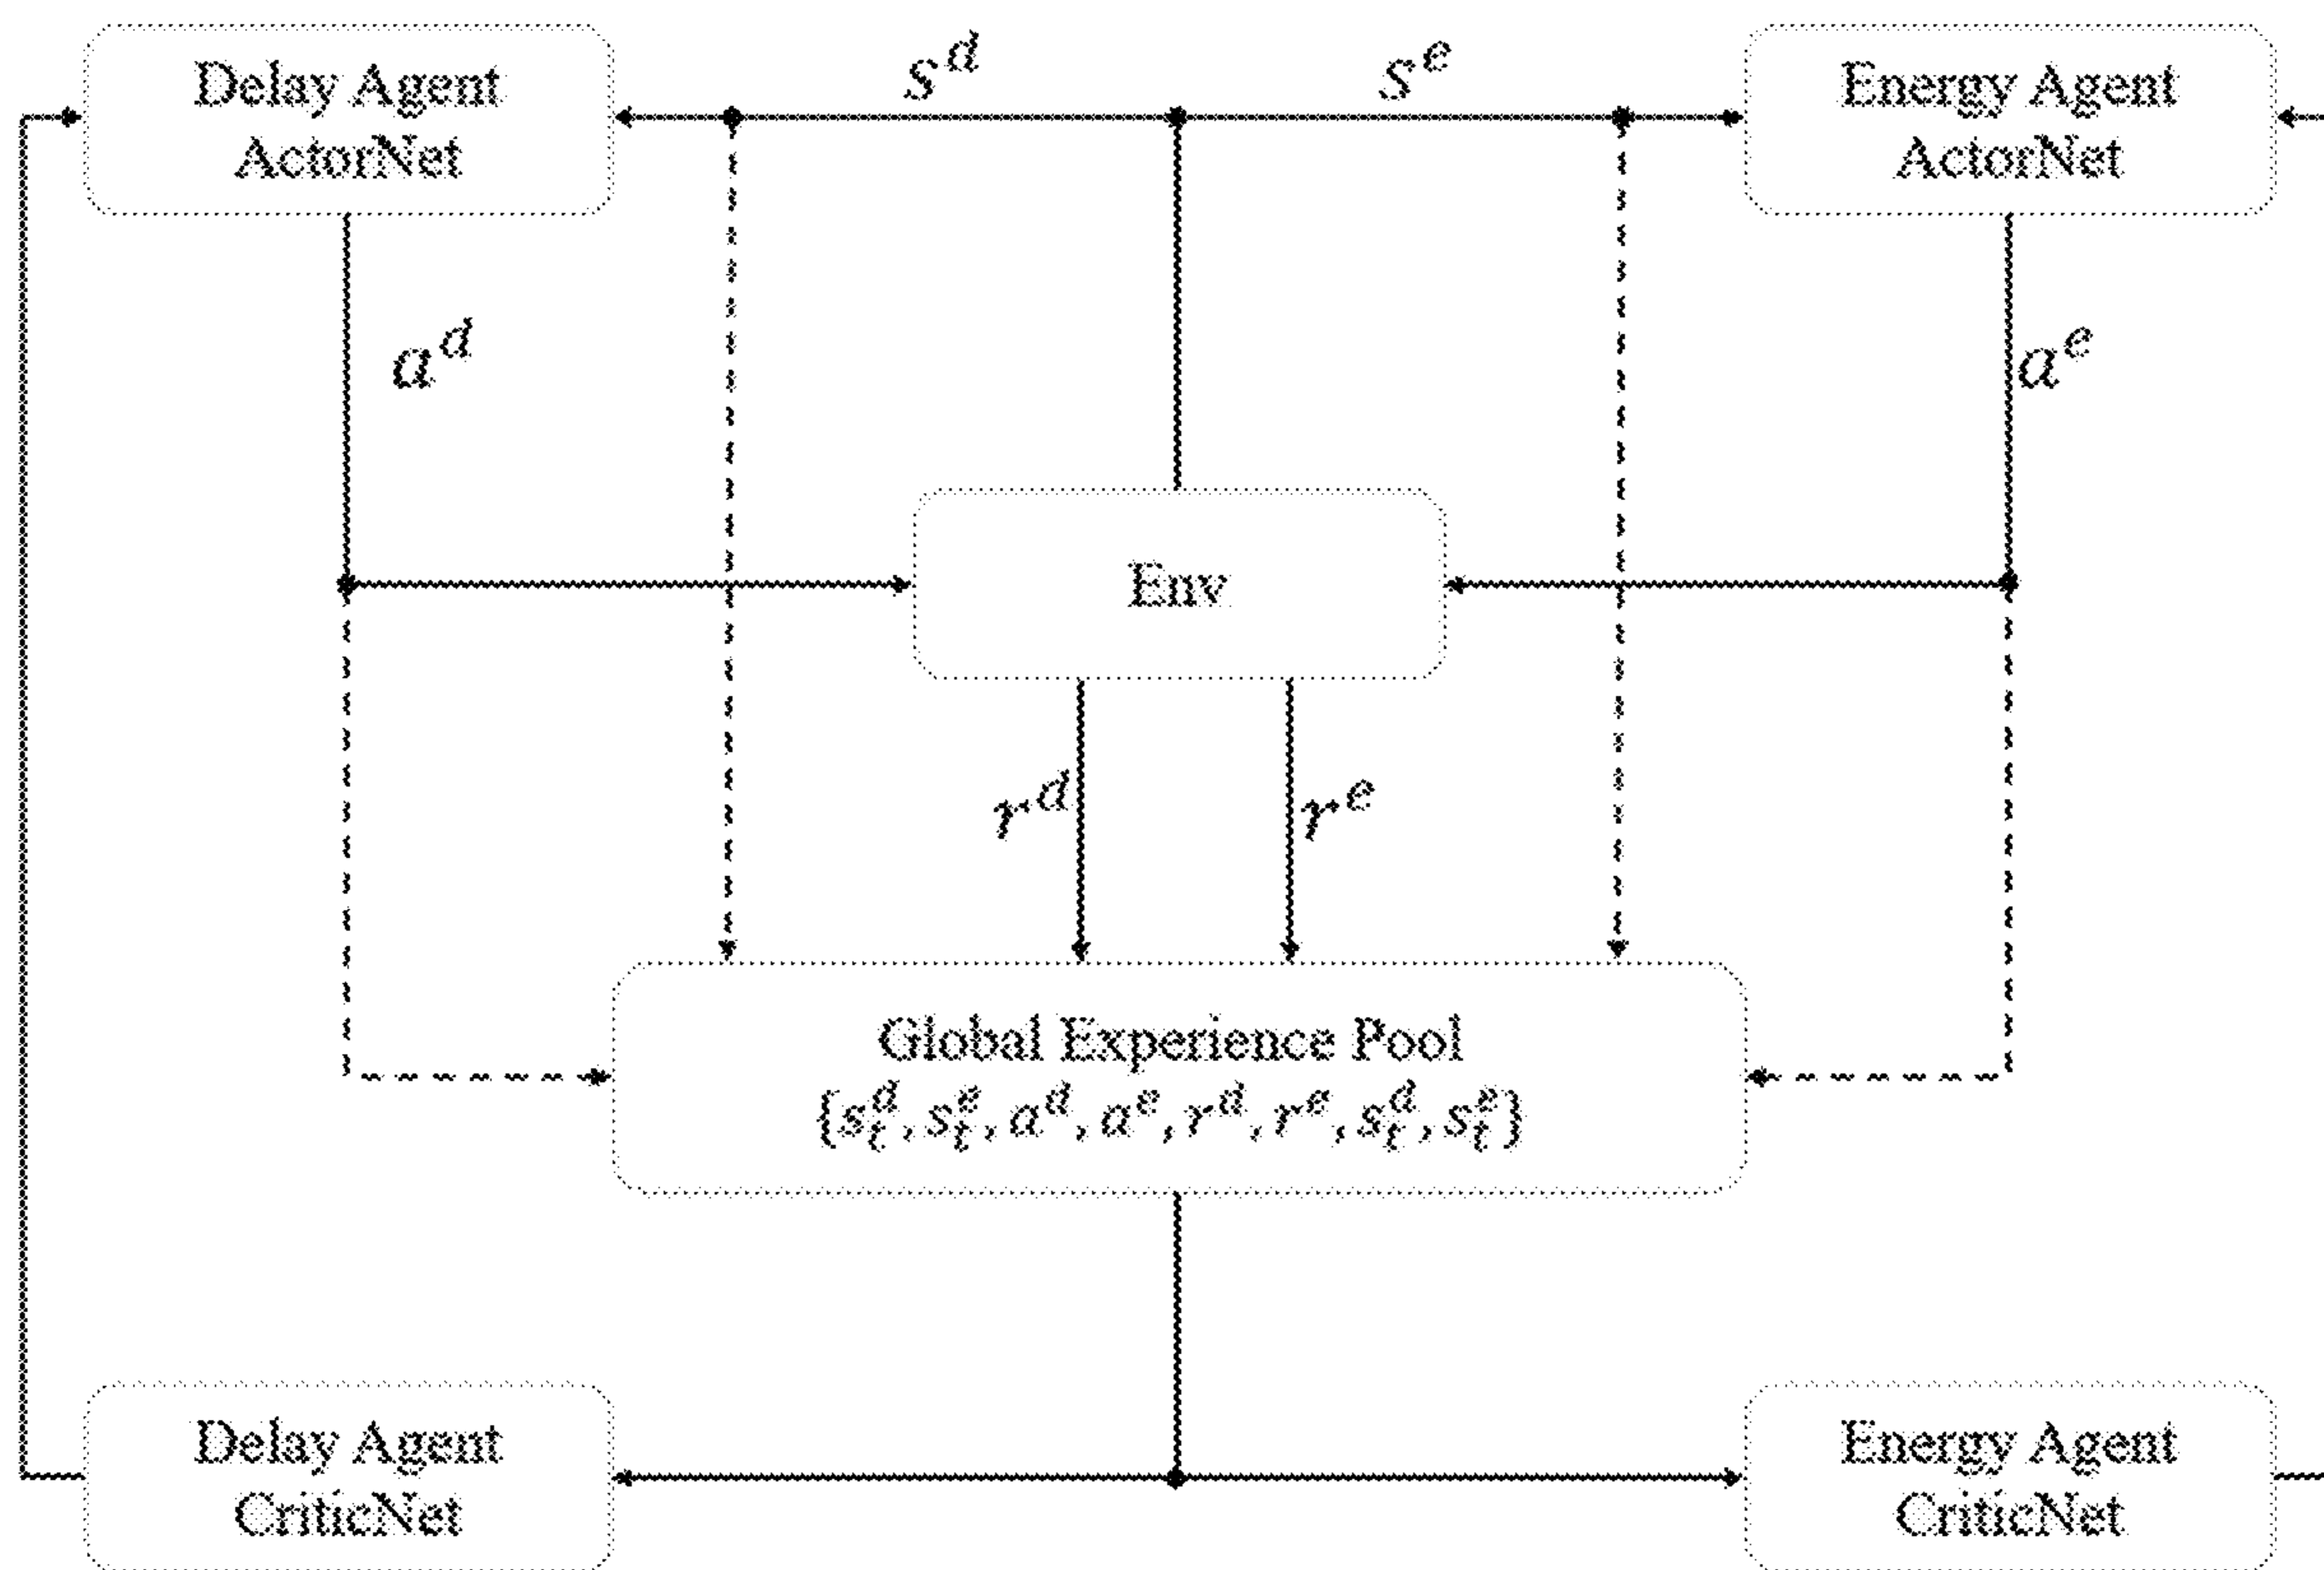 Delay Agent
ActorNet
s^d
s^e
Energy Agent
ActorNet
a^d
a^e
Env
r^d
r^e
Global Experience Pool
{s_t^d, s_t^e, a^d, a^e, r^d, r^e, s_t^d, s_t^e}
Delay Agent
CriticNet
Energy Agent
CriticNet